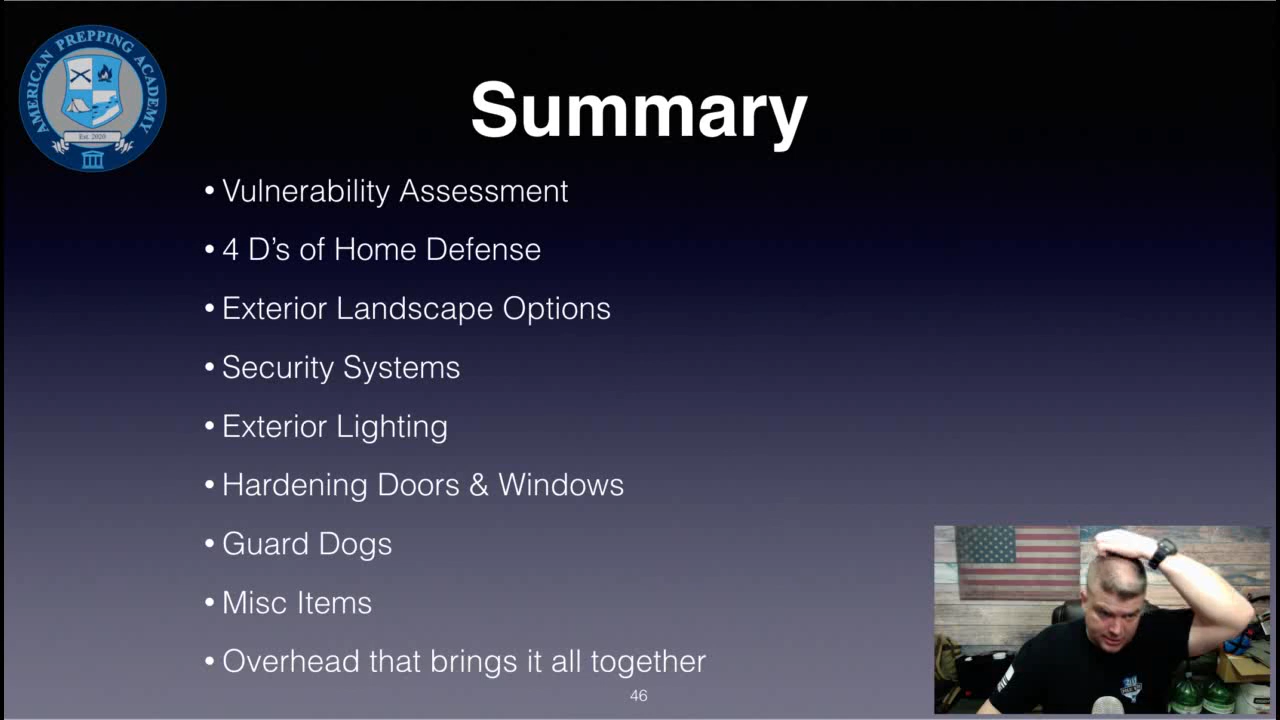 AMERICAN PREPPING ACADEMY
Est. 2020
Summary
• Vulnerability Assessment
• 4 D’s of Home Defense
• Exterior Landscape Options
• Security Systems
• Exterior Lighting
• Hardening Doors & Windows
• Guard Dogs
• Misc Items
• Overhead that brings it all together
46